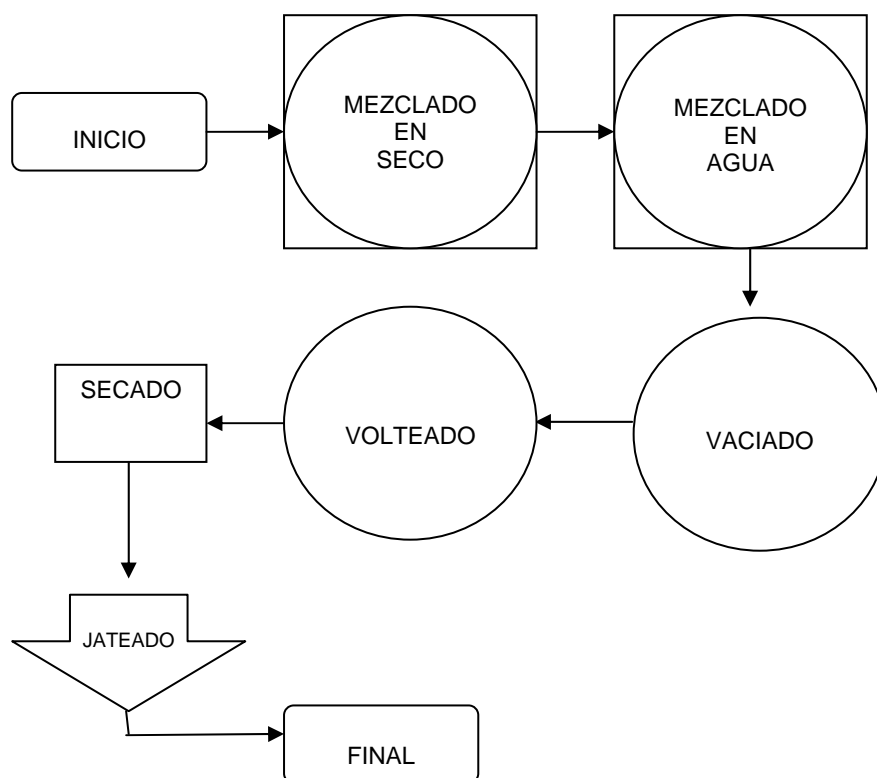 INICIO
MEZCLADO
EN
SECO
MEZCLADO
EN
AGUA
VACIADO
VOLTEADO
SECADO
JATEADO
FINAL